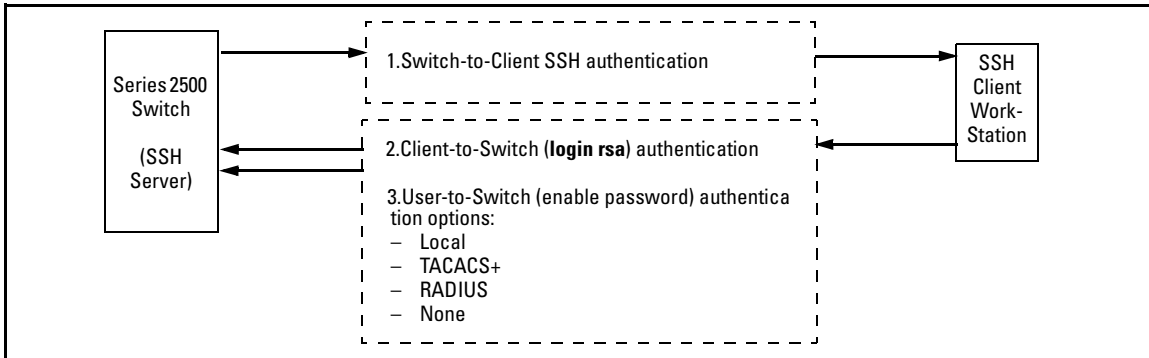 Series 2500
Switch
(SSH
Server)
1.Switch-to-Client SSH authentication
2.Client-to-Switch (login rsa) authentication
3.User-to-Switch (enable password) authentica
tion options:
– Local
– TACACS+
– RADIUS
– None
SSH
Client
Work-
Station